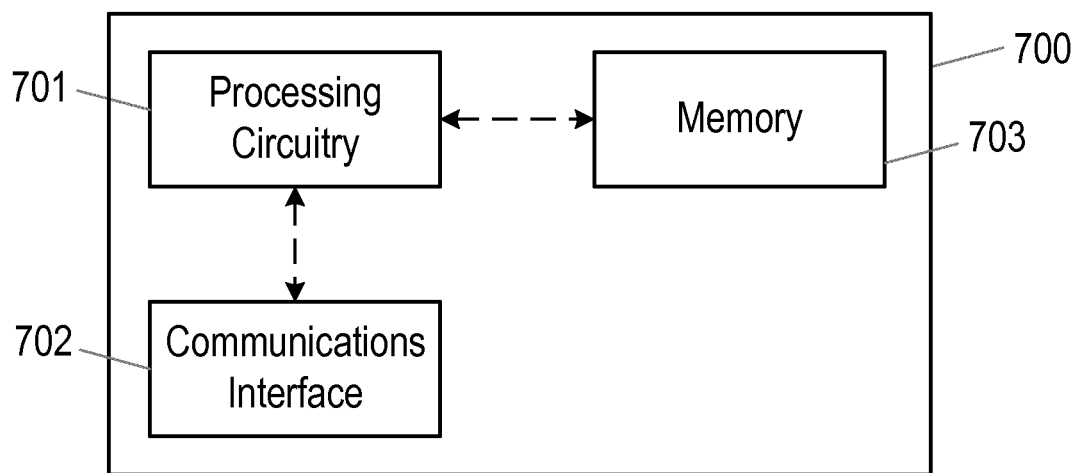 700
701
Processing
Circuitry
Memory
703
702
Communications
Interface